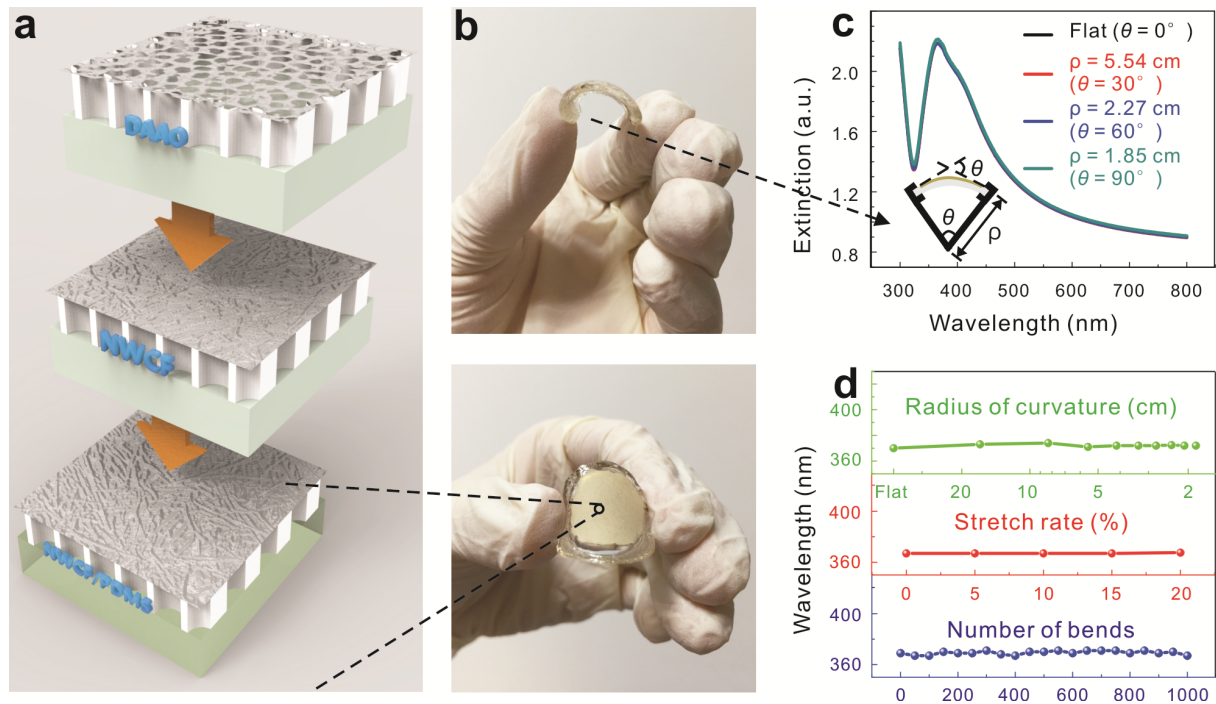 a
DAAO
NWCF
NWCF/PDMS
b
c
Flat (θ = 0° )
ρ = 5.54 cm
(θ = 30° )
ρ = 2.27 cm
(θ = 60° )
ρ = 1.85 cm
(θ = 90° )
θ
θ
ρ
Extinction (a.u.)
2.0
1.6
1.2
0.8
300 400 500 600 700 800
Wavelength (nm)
d
Wavelength (nm)
400
Radius of curvature (cm)
360
Flat 20 10 5 2
400
Stretch rate (%)
360
0 5 10 15 20
400
Number of bends
360
0 200 400 600 800 1000